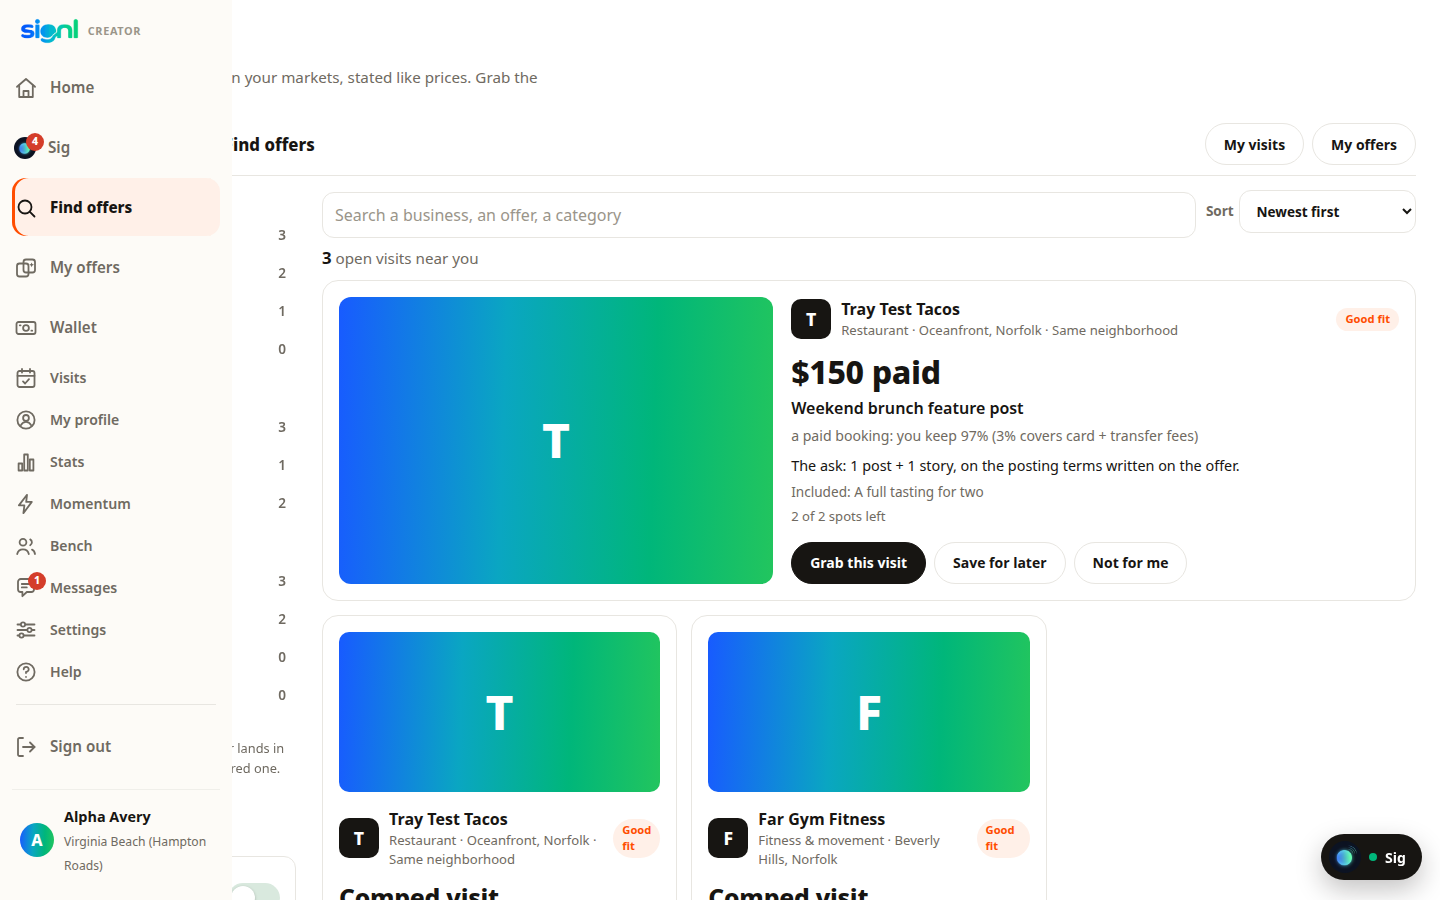 signl CREATOR
Home
4
Sig
Find offers
My offers
Wallet
Visits
My profile
Stats
Momentum
Bench
1
Messages
Settings
Help
Sign out
A
Alpha Avery
Virginia Beach (Hampton
Roads)
n your markets, stated like prices. Grab the
ind offers
My visits
My offers
3
2
1
0
3
1
2
3
2
0
0
lands in
red one.
Search a business, an offer, a category
Sort
Newest first
3 open visits near you
T
T
Tray Test Tacos
Restaurant · Oceanfront, Norfolk · Same neighborhood
Good fit
$150 paid
Weekend brunch feature post
a paid booking: you keep 97% (3% covers card + transfer fees)
The ask: 1 post + 1 story, on the posting terms written on the offer.
Included: A full tasting for two
2 of 2 spots left
Grab this visit
Save for later
Not for me
T
T
Tray Test Tacos
Restaurant · Oceanfront, Norfolk ·
Same neighborhood
Good
fit
Comped visit
F
F
Far Gym Fitness
Fitness & movement · Beverly
Hills, Norfolk
Good
fit
Comped visit
Sig